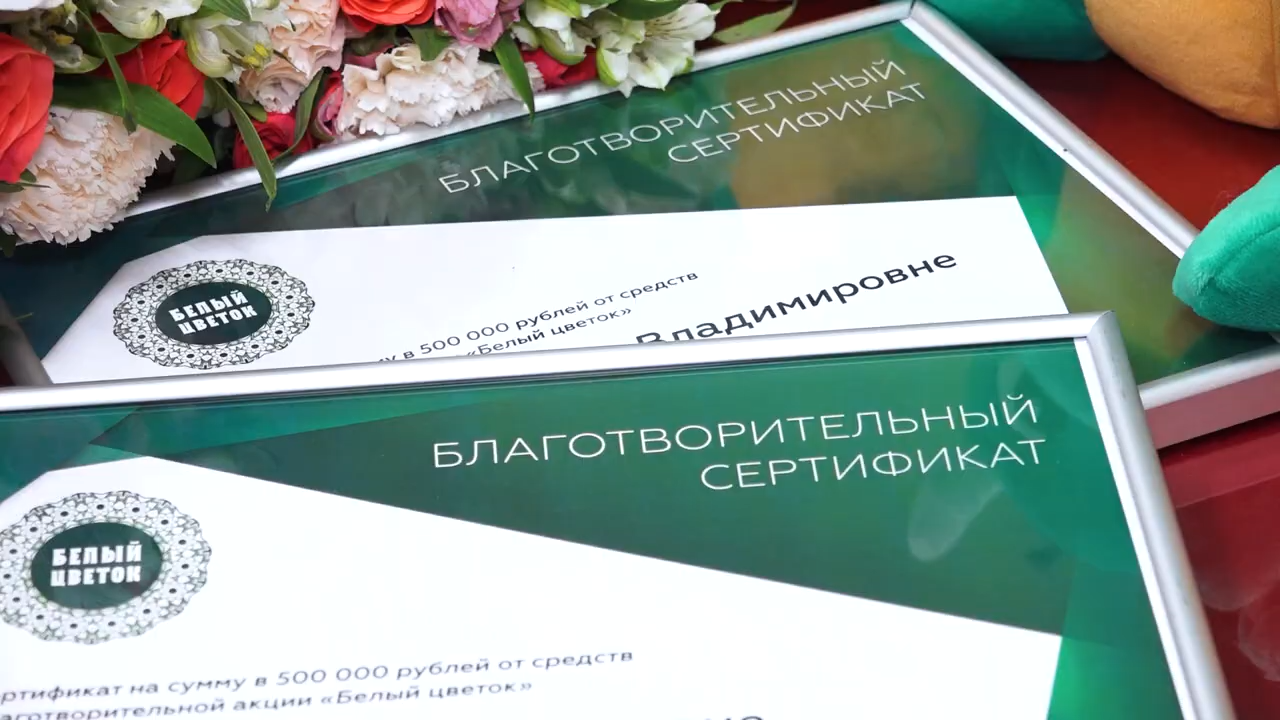 БЛАГОТВОРИТЕЛЬНЫЙ
СЕРТИФИКАТ
БЕЛЫЙ
ЦВЕТОК
в 500 000 рублей от средств
«Белый цветок»
Владимировне
БЛАГОТВОРИТЕЛЬНЫЙ
СЕРТИФИКАТ
БЕЛЫЙ
ЦВЕТОК
ртификат на сумму в 500 000 рублей от средств
аготворительной акции «Белый цветок»